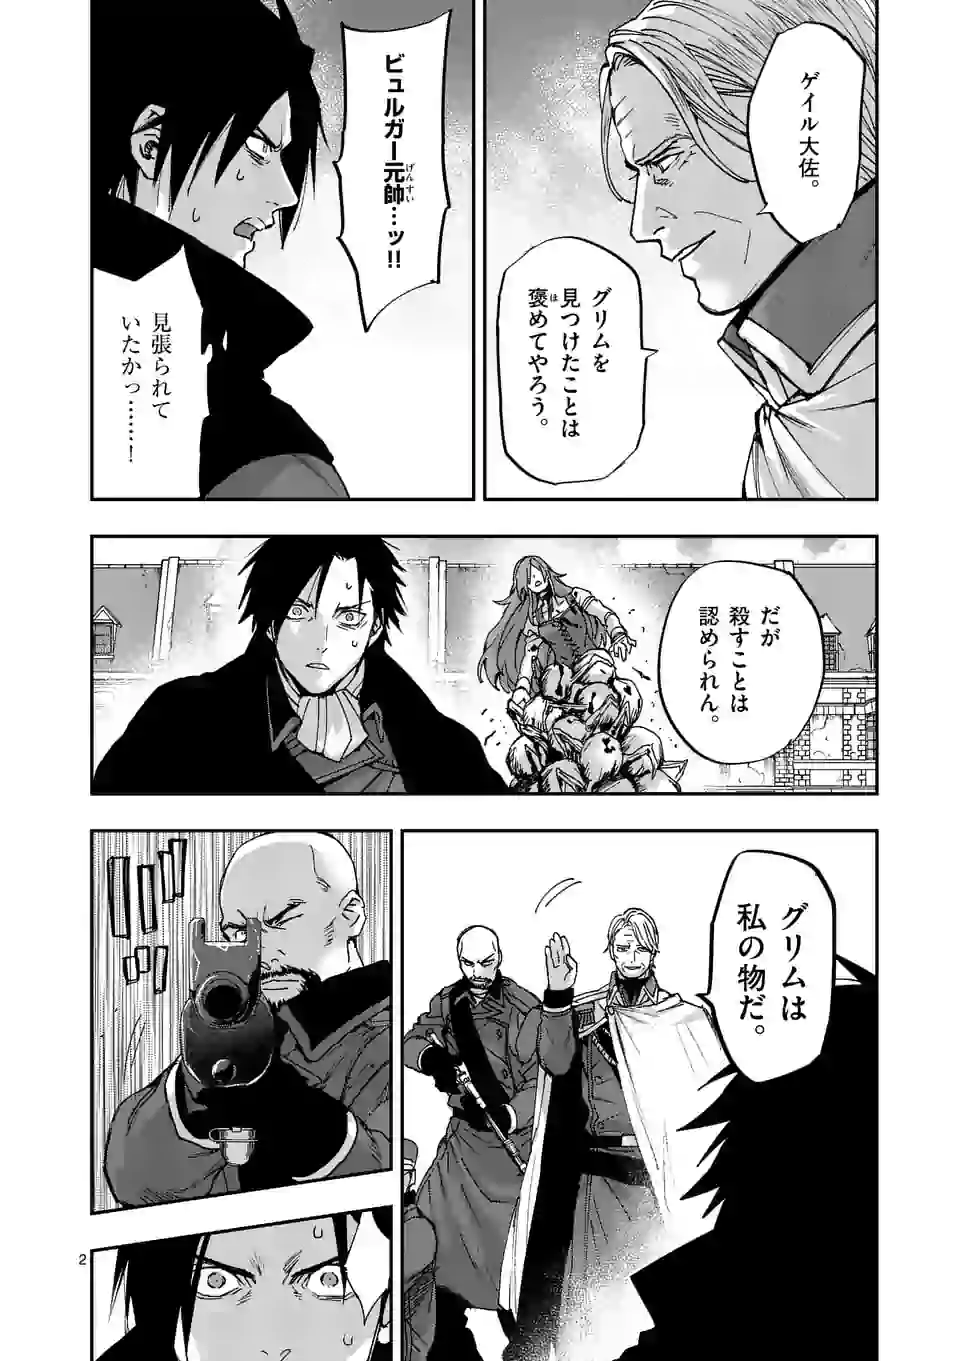 ゲイル大佐。
グリムを
見つけたことは
褒めてやろう。
ビュルガー元帥…ッ!!
見張られて
いたかっ………！
だが
殺すことは
認められん。
グリムは
私の物だ。
2